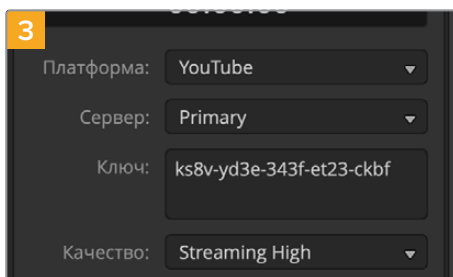 3
Платформа: YouTube
Сервер: Primary
Ключ: ks8v-yd3e-343f-et23-ckbf
Качество: Streaming High